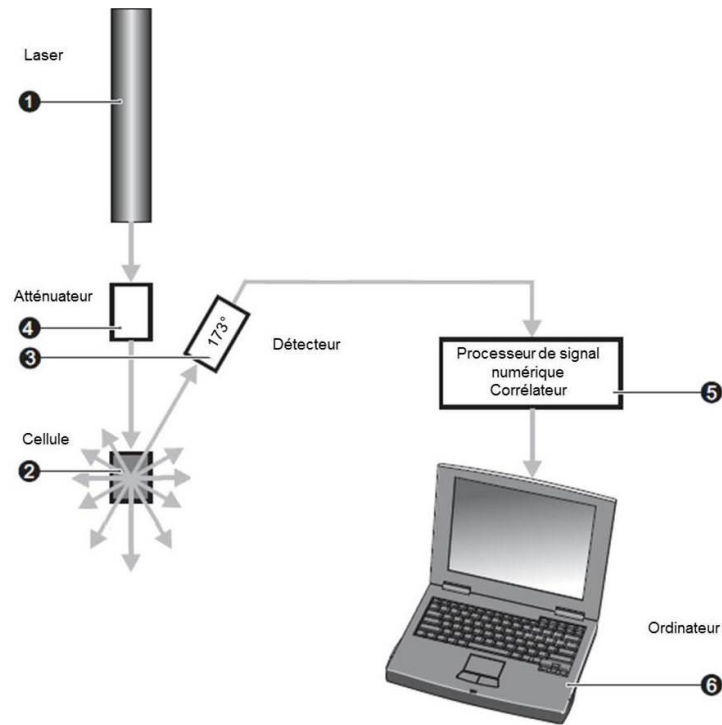 Laser
1
Atténuateur
4
173°
3
Détecteur
Processeur de signal
numérique
Corrélateur
5
Cellule
2
Ordinateur
6